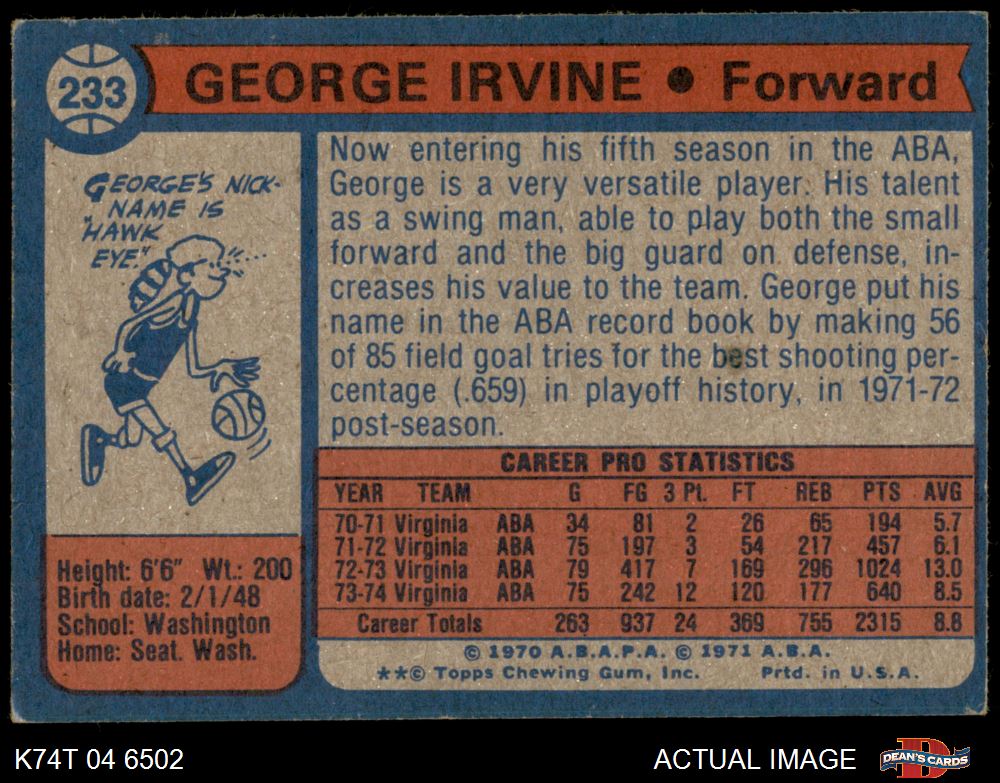 233
GEORGE IRVINE • Forward
GEORGE'S NICK-
NAME IS
"HAWK
EYE."
Now entering his fifth season in the ABA,
George is a very versatile player. His talent
as a swing man, able to play both the small
forward and the big guard on defense, in-
creases his value to the team. George put his
name in the ABA record book by making 56
of 85 field goal tries for the best shooting per-
centage (.659) in playoff history, in 1971-72
post-season.
CAREER PRO STATISTICS
YEAR TEAM G FG 3 Pt. FT REB PTS AVG
70-71 Virginia ABA 34 81 2 26 65 194 5.7
71-72 Virginia ABA 75 197 3 54 217 457 6.1
72-73 Virginia ABA 79 417 7 169 296 1024 13.0
73-74 Virginia ABA 75 242 12 120 177 640 8.5
Career Totals 263 937 24 369 755 2315 8.8
Height: 6'6" Wt.: 200
Birth date: 2/1/48
School: Washington
Home: Seat. Wash.
© 1970 A.B.A.P.A. © 1971 A.B.A.
**© Topps Chewing Gum, Inc. Prtd. in U.S.A.
K74T 04 6502
ACTUAL IMAGE
D
DEAN'S CARDS